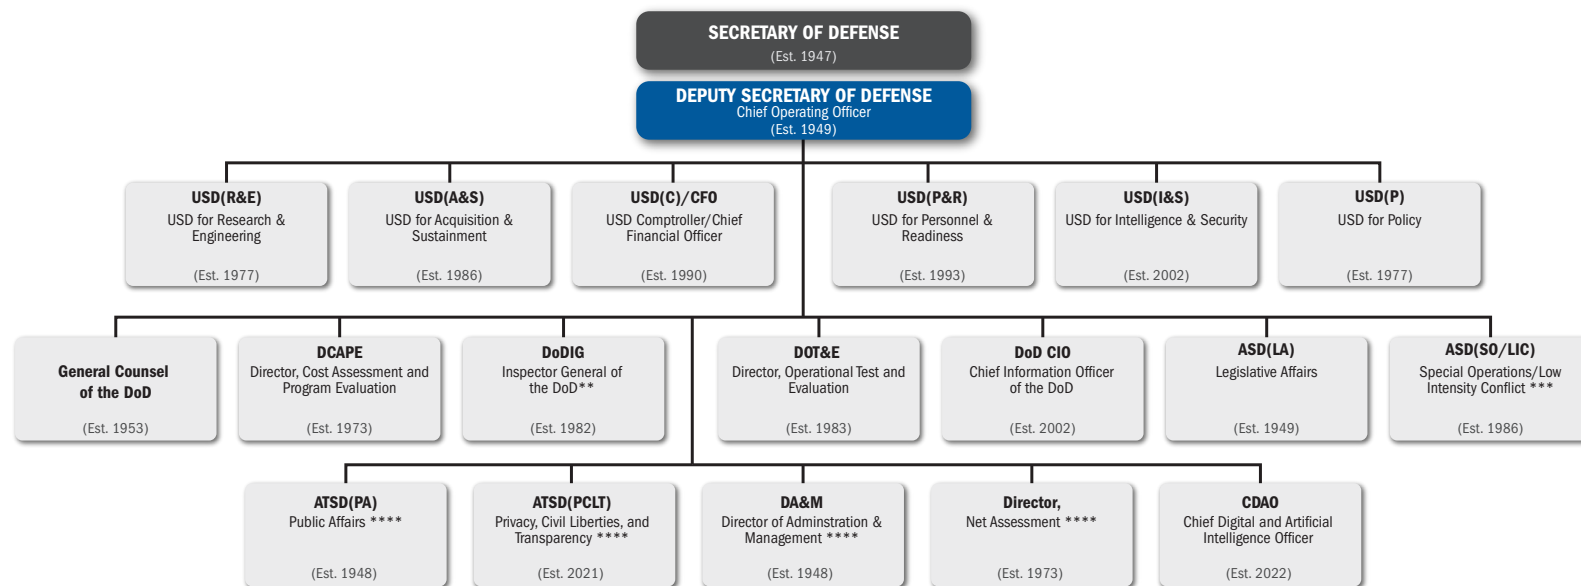 SECRETARY OF DEFENSE
(Est. 1947)
DEPUTY SECRETARY OF DEFENSE
Chief Operating Officer
(Est. 1949)
USD(R&E)
USD for Research &
Engineering
(Est. 1977)
USD(A&S)
USD for Acquisition &
Sustainment
(Est. 1986)
USD(C)/CFO
USD Comptroller/Chief
Financial Officer
(Est. 1990)
USD(P&R)
USD for Personnel &
Readiness
(Est. 1993)
USD(I&S)
USD for Intelligence & Security
(Est. 2002)
USD(P)
USD for Policy
(Est. 1977)
General Counsel
of the DoD
(Est. 1953)
DCAPE
Director, Cost Assessment and
Program Evaluation
(Est. 1973)
DoDIG
Inspector General of
the DoD**
(Est. 1982)
DOT&E
Director, Operational Test and
Evaluation
(Est. 1983)
DoD CIO
Chief Information Officer
of the DoD
(Est. 2002)
ASD(LA)
Legislative Affairs
(Est. 1949)
ASD(SO/LIC)
Special Operations/Low
Intensity Conflict ***
(Est. 1986)
ATSD(PA)
Public Affairs ****
(Est. 1948)
ATSD(PCLT)
Privacy, Civil Liberties, and
Transparency ****
(Est. 2021)
DA&M
Director of Adminstration &
Management ****
(Est. 1948)
Director,
Net Assessment ****
(Est. 1973)
CDAO
Chief Digital and Artificial
Intelligence Officer
(Est. 2022)